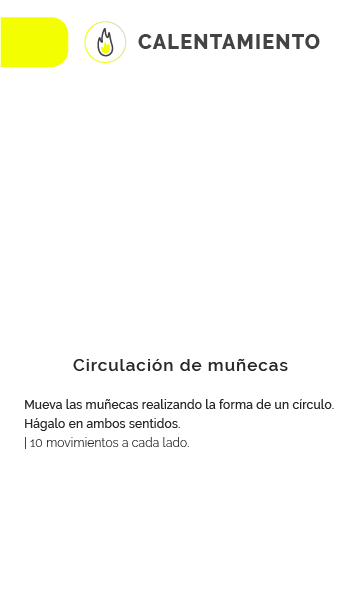 CALENTAMIENTO
Circulación de muñecas
Mueva las muñecas realizando la forma de un círculo.
Hágalo en ambos sentidos.
| 10 movimientos a cada lado.